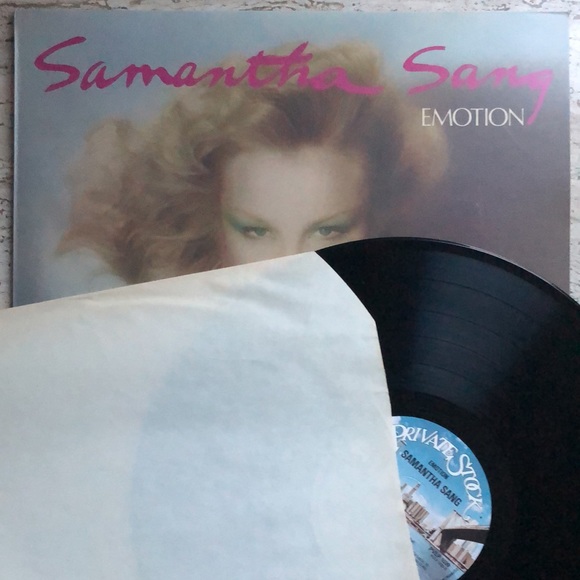 Samantha Sang
EMOTION
PRIVATE STOCK
EMOTION
SAMANTHA SANG